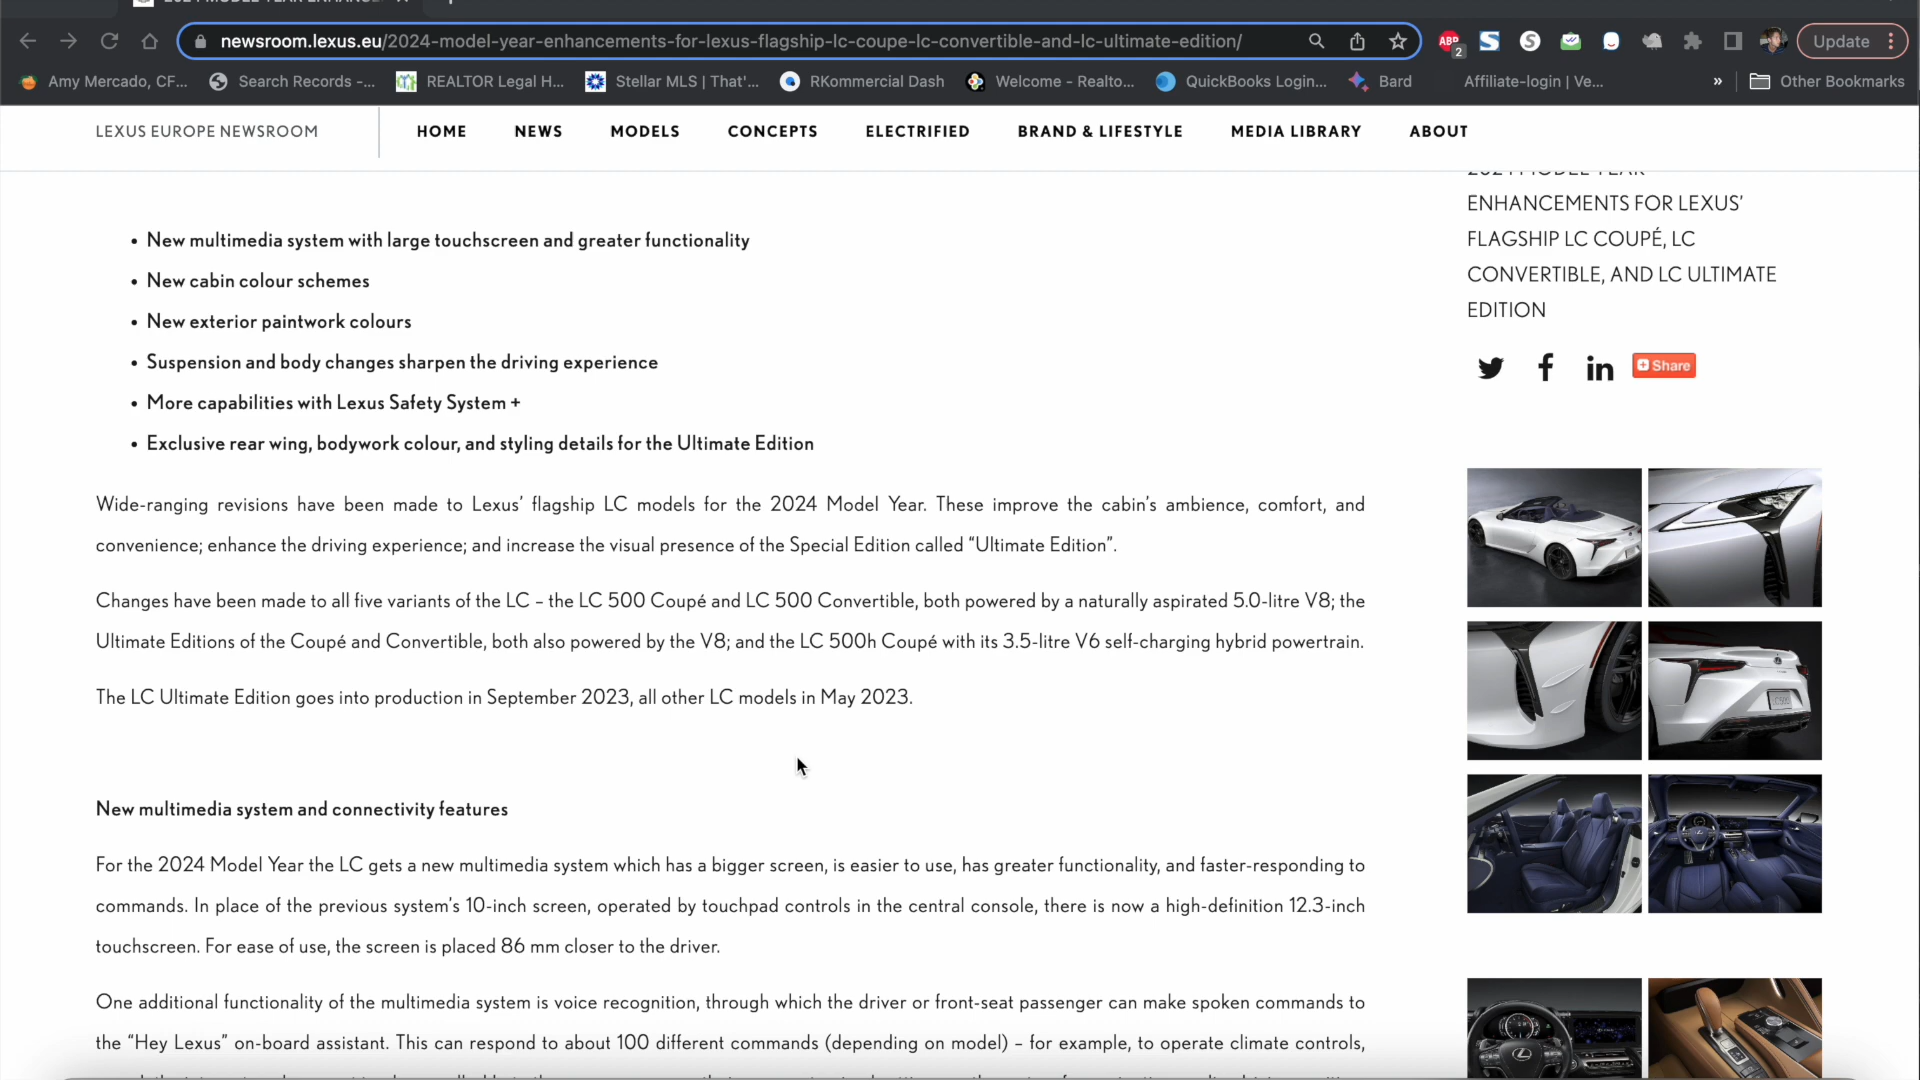 newsroom.lexus.eu/2024-model-year-enhancements-for-lexus-flagship-lc-coupe-lc-convertible-and-lc-ultimate-edition/
ABP
2
Update
Amy Mercado, CF...
Search Records -...
REALTOR Legal H...
Stellar MLS | That'...
RKommercial Dash
Welcome - Realto...
QuickBooks Login...
Bard
Affiliate-login | Ve...
»
Other Bookmarks
LEXUS EUROPE NEWSROOM
HOME
NEWS
MODELS
CONCEPTS
ELECTRIFIED
BRAND & LIFESTYLE
MEDIA LIBRARY
ABOUT
• New multimedia system with large touchscreen and greater functionality
• New cabin colour schemes
• New exterior paintwork colours
• Suspension and body changes sharpen the driving experience
• More capabilities with Lexus Safety System +
• Exclusive rear wing, bodywork colour, and styling details for the Ultimate Edition
Wide-ranging revisions have been made to Lexus’ flagship LC models for the 2024 Model Year. These improve the cabin’s ambience, comfort, and
convenience; enhance the driving experience; and increase the visual presence of the Special Edition called “Ultimate Edition”.
Changes have been made to all five variants of the LC – the LC 500 Coupé and LC 500 Convertible, both powered by a naturally aspirated 5.0-litre V8; the
Ultimate Editions of the Coupé and Convertible, both also powered by the V8; and the LC 500h Coupé with its 3.5-litre V6 self-charging hybrid powertrain.
The LC Ultimate Edition goes into production in September 2023, all other LC models in May 2023.
New multimedia system and connectivity features
For the 2024 Model Year the LC gets a new multimedia system which has a bigger screen, is easier to use, has greater functionality, and faster-responding to
commands. In place of the previous system’s 10-inch screen, operated by touchpad controls in the central console, there is now a high-definition 12.3-inch
touchscreen. For ease of use, the screen is placed 86 mm closer to the driver.
One additional functionality of the multimedia system is voice recognition, through which the driver or front-seat passenger can make spoken commands to
the “Hey Lexus” on-board assistant. This can respond to about 100 different commands (depending on model) – for example, to operate climate controls,
2024 MODEL YEAR
ENHANCEMENTS FOR LEXUS’
FLAGSHIP LC COUPÉ, LC
CONVERTIBLE, AND LC ULTIMATE
EDITION
Share